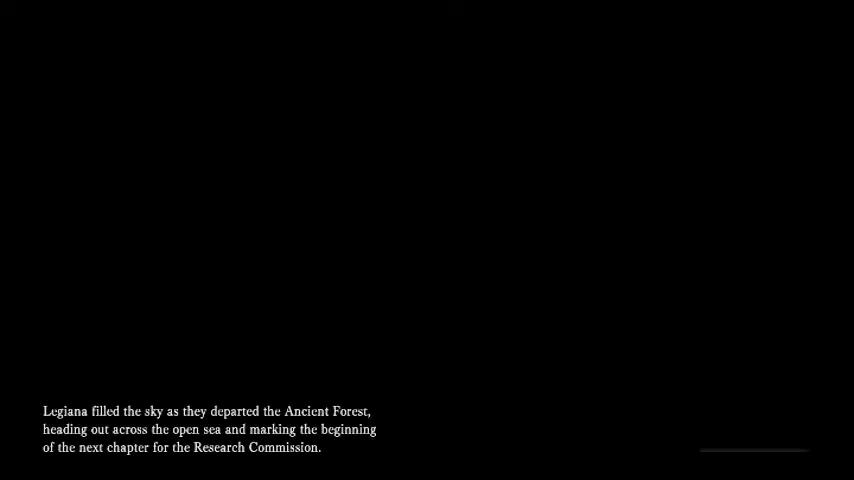 Legiana filled the sky as they departed the Ancient Forest,
heading out across the open sea and marking the beginning
of the next chapter for the Research Commission.